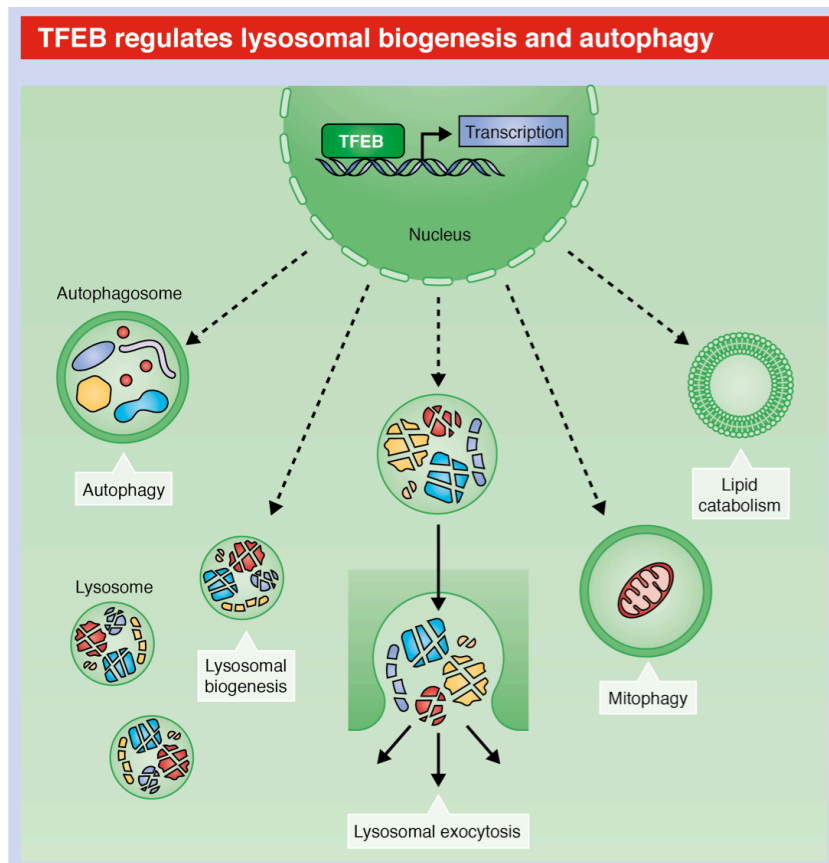 TFEB regulates lysosomal biogenesis and autophagy
TFEB
Transcription
Nucleus
Autophagosome
Autophagy
Lipid
catabolism
Lysosome
Lysosomal
biogenesis
Mitophagy
Lysosomal exocytosis